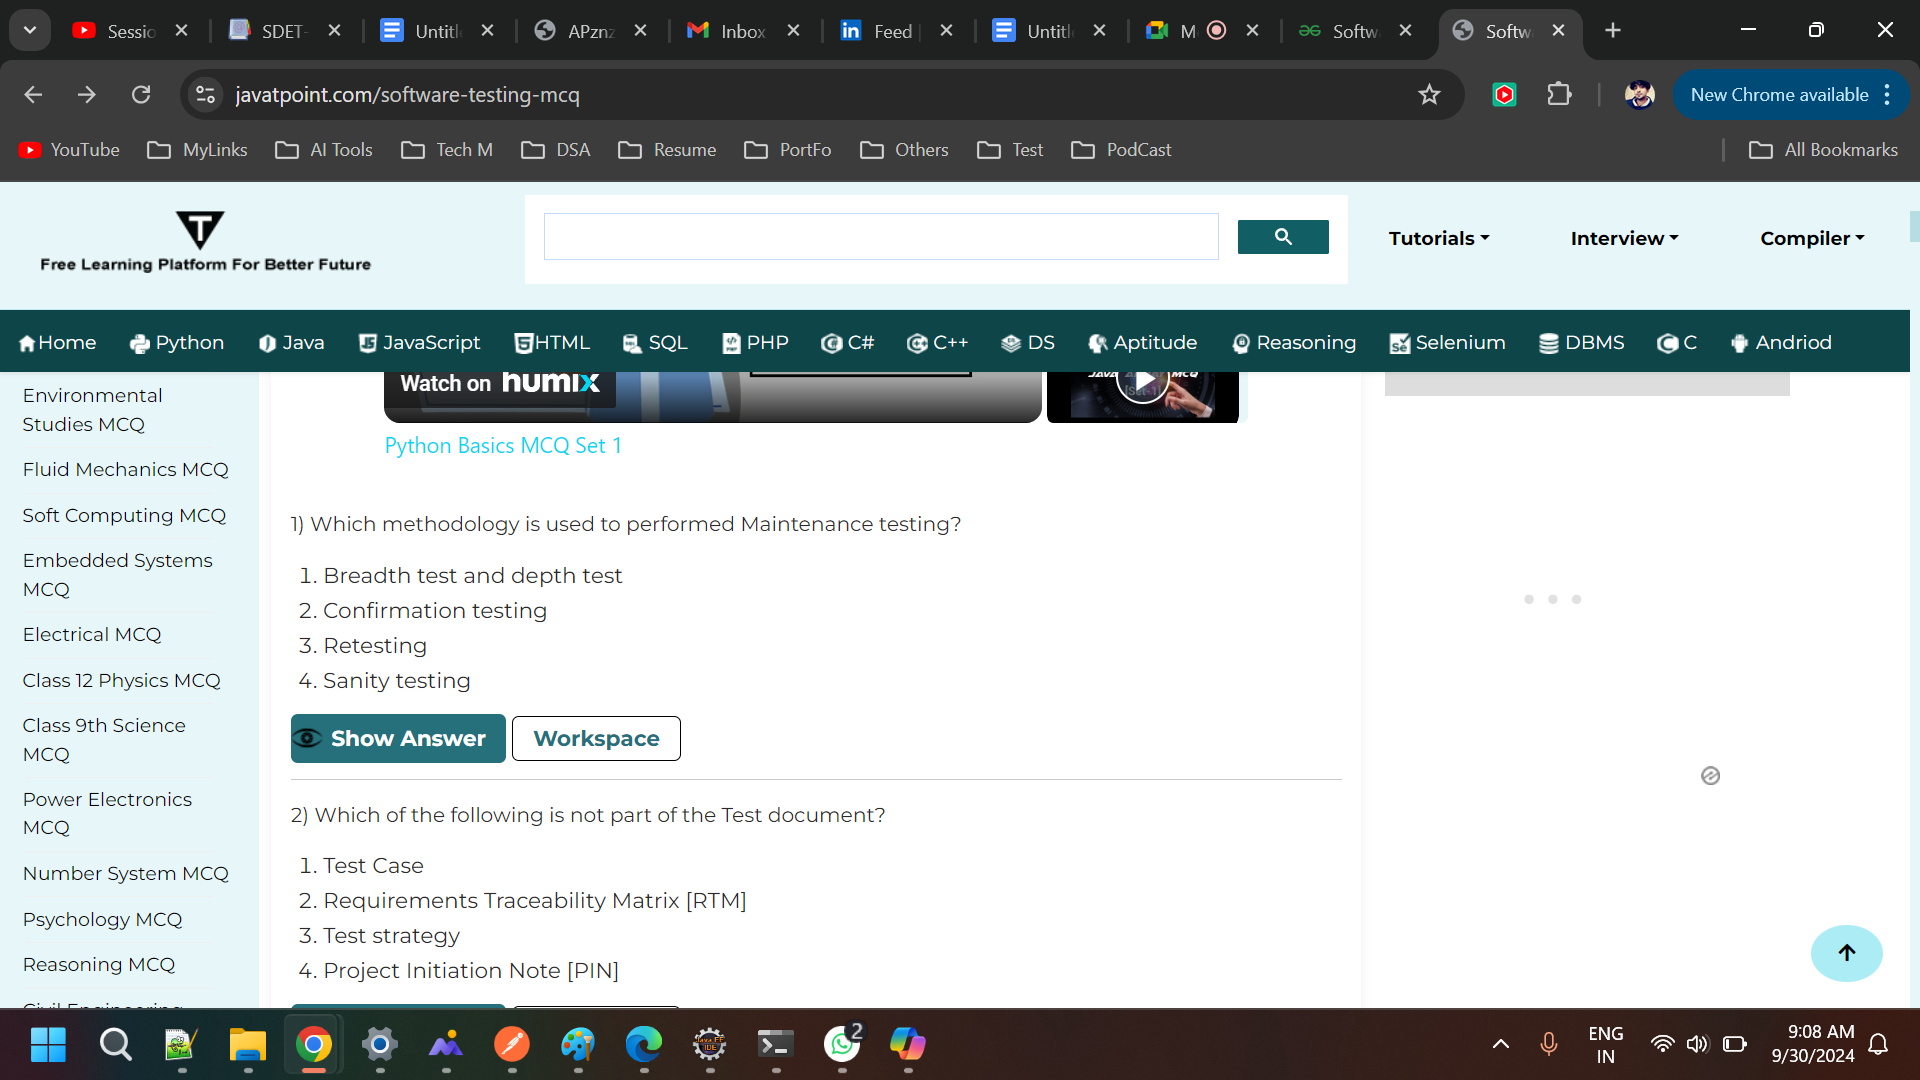 Sessio
SDET-
Untitl
APznz
Inbox
Feed
Untitl
M
Softw
Softw
javatpoint.com/software-testing-mcq
New Chrome available
YouTube
MyLinks
AI Tools
Tech M
DSA
Resume
PortFo
Others
Test
PodCast
All Bookmarks
T
Free Learning Platform For Better Future
Tutorials
Interview
Compiler
Home
Python
Java
JavaScript
HTML
SQL
PHP
C#
C++
DS
Aptitude
Reasoning
Selenium
DBMS
C
Andriod
Environmental
Studies MCQ
Fluid Mechanics MCQ
Soft Computing MCQ
Embedded Systems
MCQ
Electrical MCQ
Class 12 Physics MCQ
Class 9th Science
MCQ
Power Electronics
MCQ
Number System MCQ
Psychology MCQ
Reasoning MCQ
Civil Engineering
Watch on humix
[Set-1]
Python Basics MCQ Set 1
1) Which methodology is used to performed Maintenance testing?
1. Breadth test and depth test
2. Confirmation testing
3. Retesting
4. Sanity testing
Show Answer
Workspace
2) Which of the following is not part of the Test document?
1. Test Case
2. Requirements Traceability Matrix [RTM]
3. Test strategy
4. Project Initiation Note [PIN]
2
ENG
IN
9:08 AM
9/30/2024